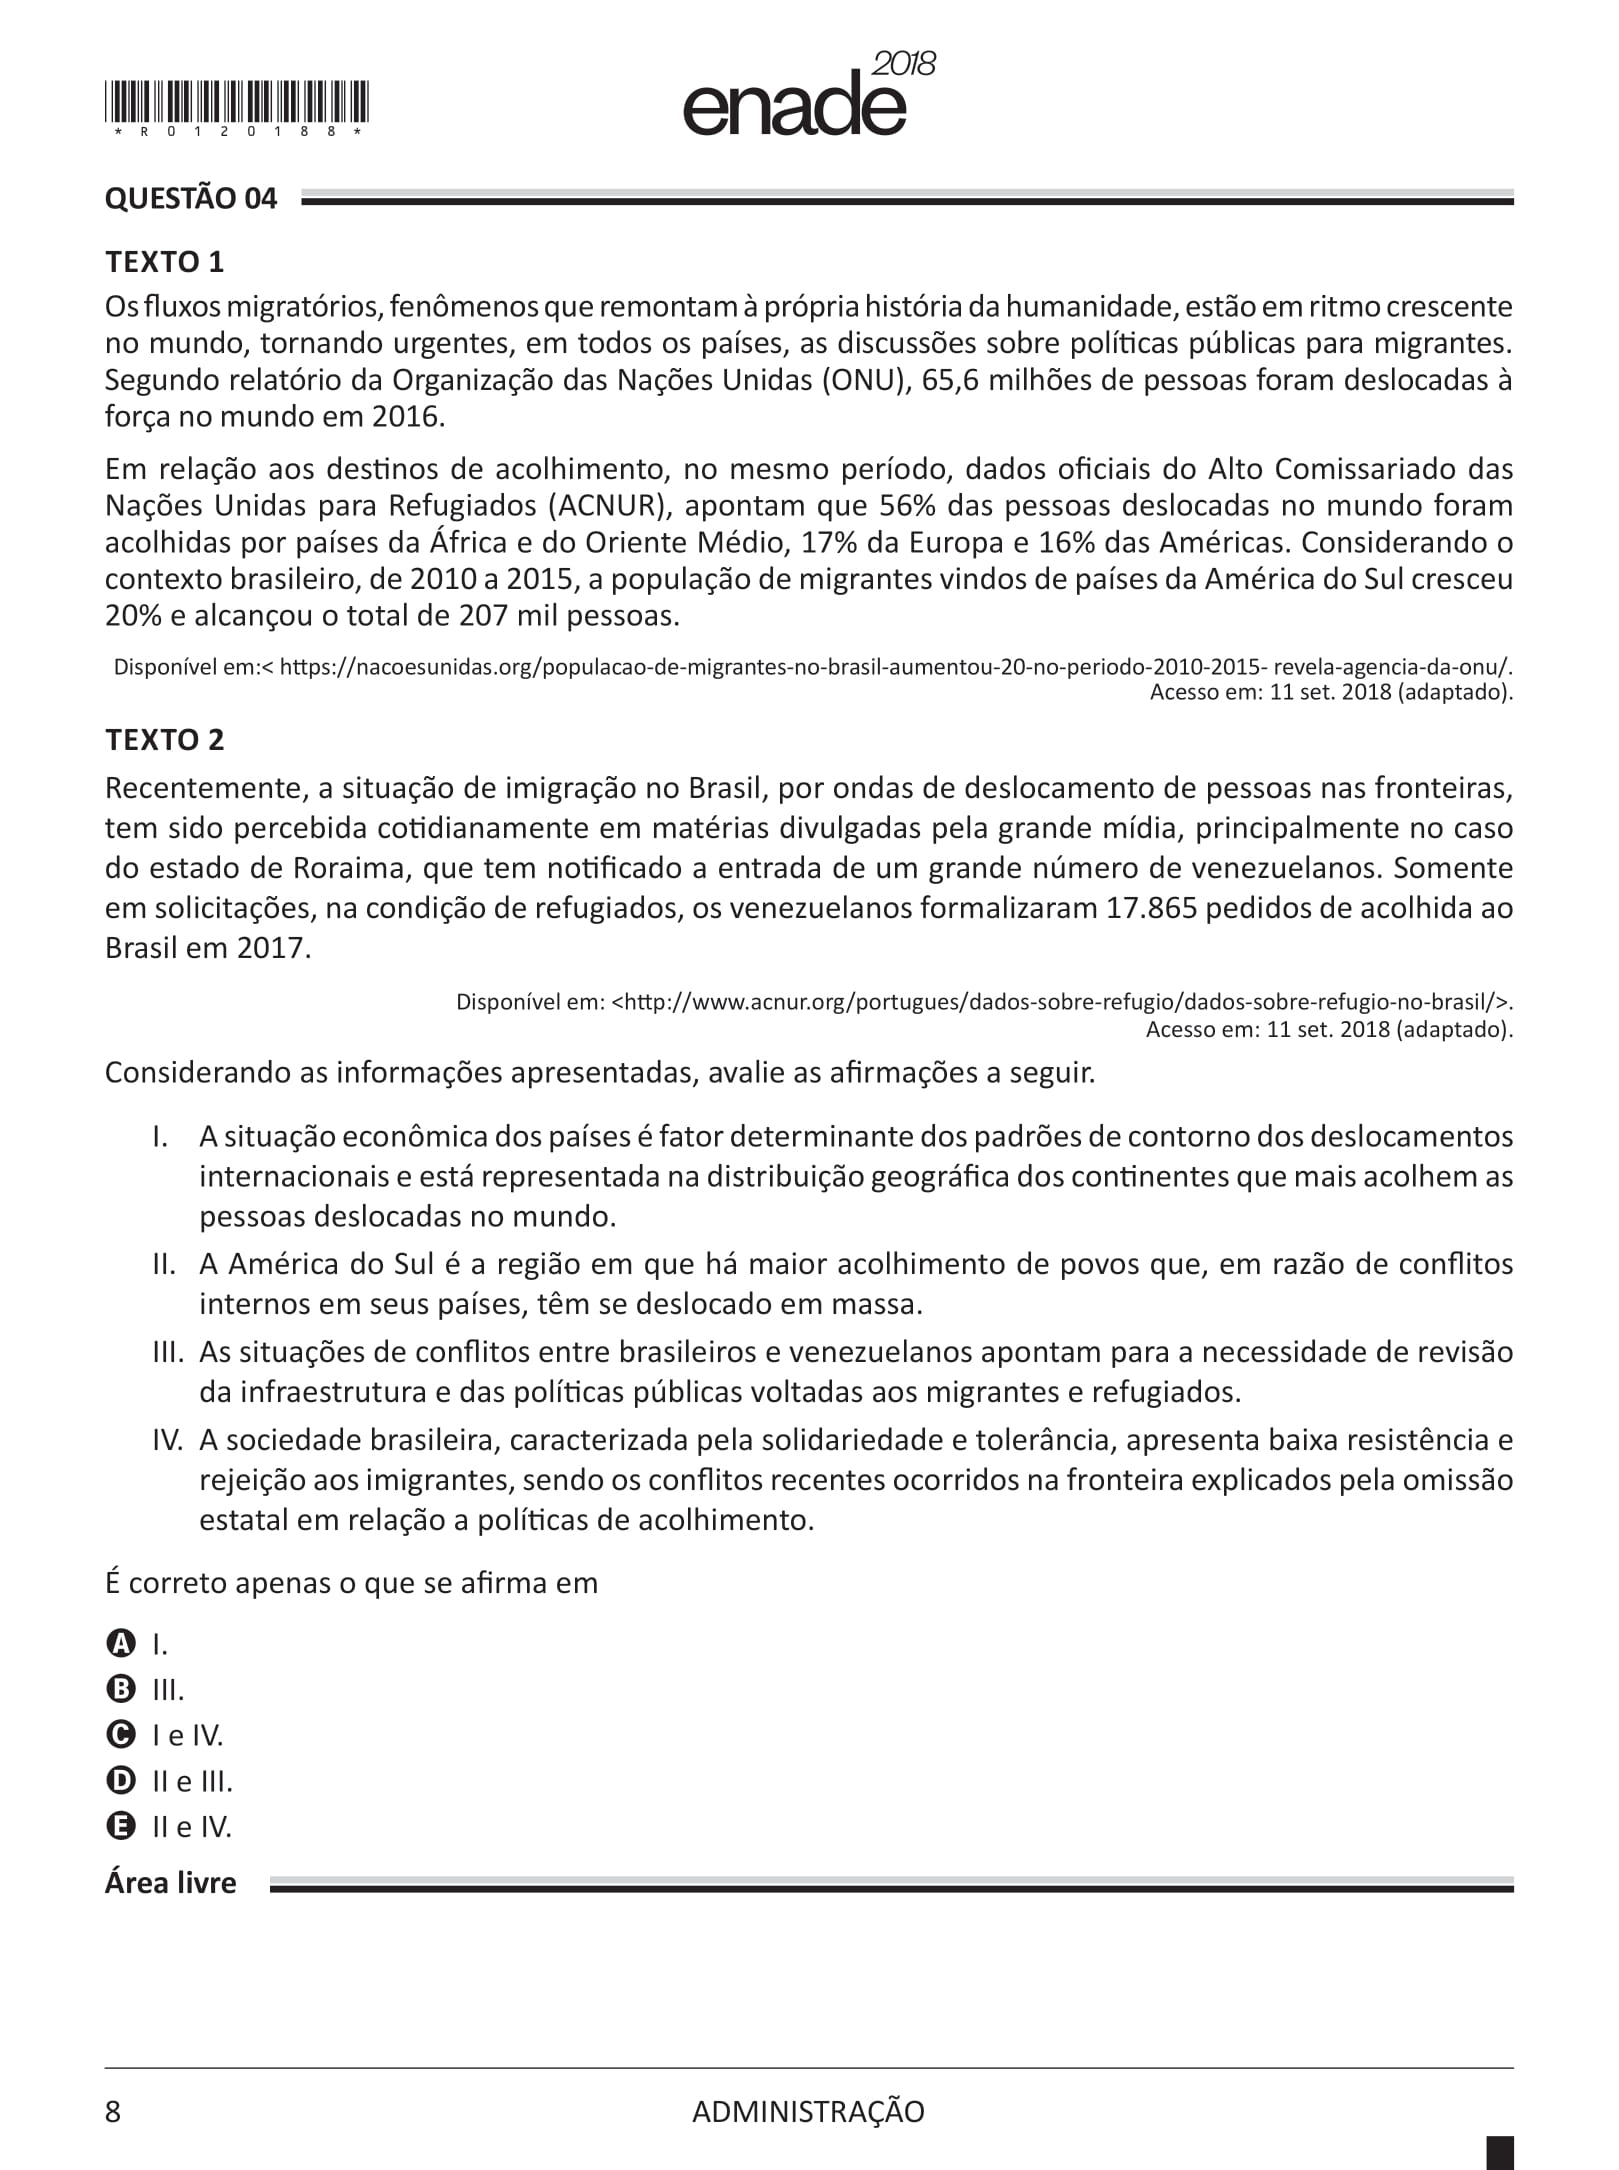 2018
enade
* R 0 1 2 0 1 8 8 *
QUESTÃO 04
TEXTO 1
Os fluxos migratórios, fenômenos que remontam à própria história da humanidade, estão em ritmo crescente
no mundo, tornando urgentes, em todos os países, as discussões sobre políticas públicas para migrantes.
Segundo relatório da Organização das Nações Unidas (ONU), 65,6 milhões de pessoas foram deslocadas à
força no mundo em 2016.
Em relação aos destinos de acolhimento, no mesmo período, dados oficiais do Alto Comissariado das
Nações Unidas para Refugiados (ACNUR), apontam que 56% das pessoas deslocadas no mundo foram
acolhidas por países da África e do Oriente Médio, 17% da Europa e 16% das Américas. Considerando o
contexto brasileiro, de 2010 a 2015, a população de migrantes vindos de países da América do Sul cresceu
20% e alcançou o total de 207 mil pessoas.
Disponível em:< https://nacoesunidas.org/populacao-de-migrantes-no-brasil-aumentou-20-no-periodo-2010-2015- revela-agencia-da-onu/.
Acesso em: 11 set. 2018 (adaptado).
TEXTO 2
Recentemente, a situação de imigração no Brasil, por ondas de deslocamento de pessoas nas fronteiras,
tem sido percebida cotidianamente em matérias divulgadas pela grande mídia, principalmente no caso
do estado de Roraima, que tem notificado a entrada de um grande número de venezuelanos. Somente
em solicitações, na condição de refugiados, os venezuelanos formalizaram 17.865 pedidos de acolhida ao
Brasil em 2017.
Disponível em: <http://www.acnur.org/portugues/dados-sobre-refugio/dados-sobre-refugio-no-brasil/>.
Acesso em: 11 set. 2018 (adaptado).
Considerando as informações apresentadas, avalie as afirmações a seguir.
I. A situação econômica dos países é fator determinante dos padrões de contorno dos deslocamentos
internacionais e está representada na distribuição geográfica dos continentes que mais acolhem as
pessoas deslocadas no mundo.
II. A América do Sul é a região em que há maior acolhimento de povos que, em razão de conflitos
internos em seus países, têm se deslocado em massa.
III. As situações de conflitos entre brasileiros e venezuelanos apontam para a necessidade de revisão
da infraestrutura e das políticas públicas voltadas aos migrantes e refugiados.
IV. A sociedade brasileira, caracterizada pela solidariedade e tolerância, apresenta baixa resistência e
rejeição aos imigrantes, sendo os conflitos recentes ocorridos na fronteira explicados pela omissão
estatal em relação a políticas de acolhimento.
É correto apenas o que se afirma em
A I.
B III.
C I e IV.
D II e III.
E II e IV.
Área livre
8
ADMINISTRAÇÃO